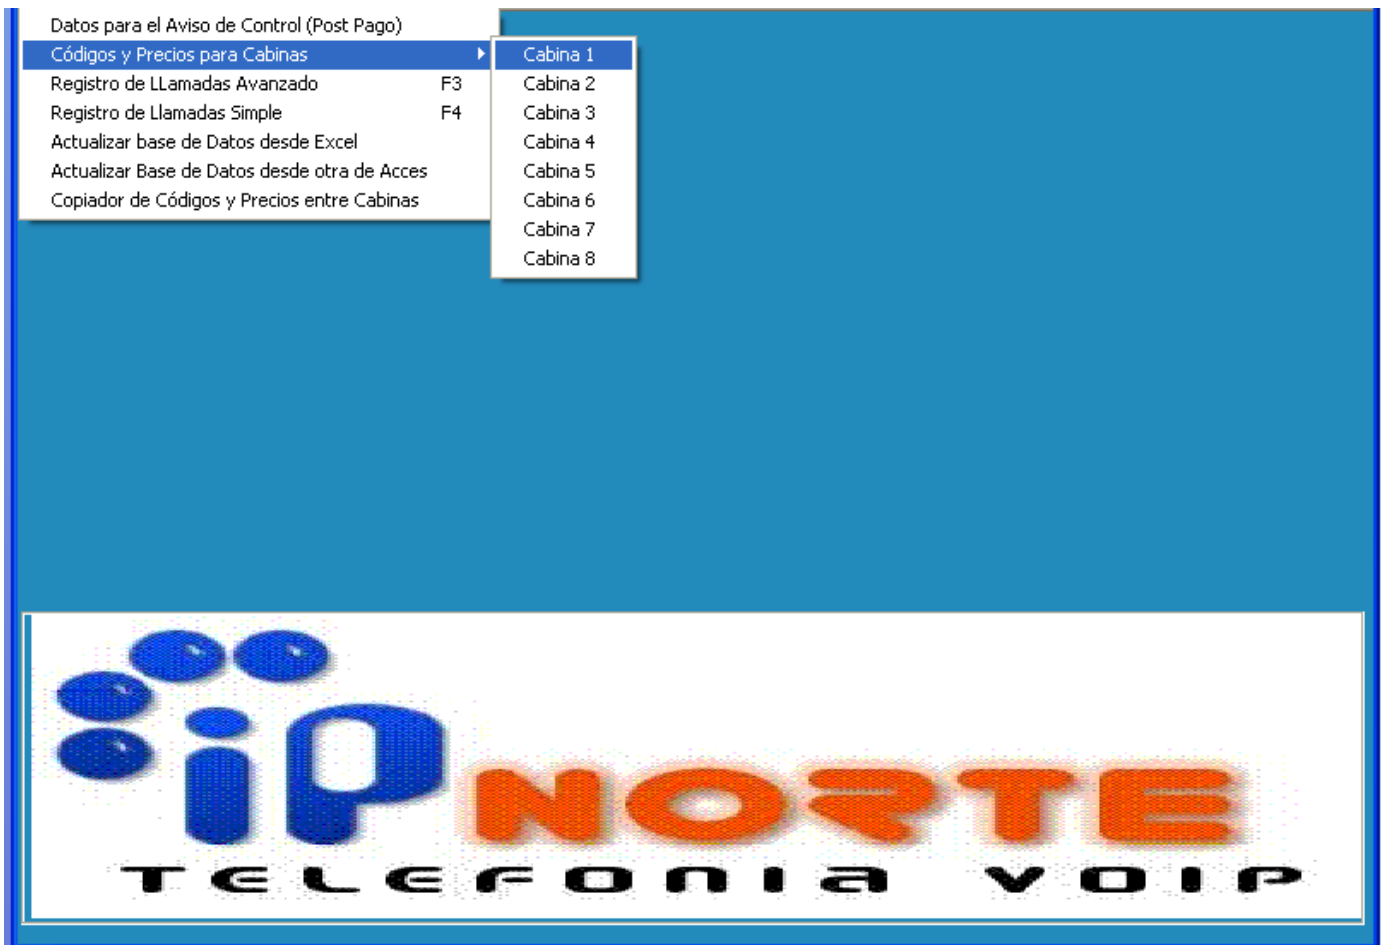 Datos para el Aviso de Control (Post Pago)
Códigos y Precios para Cabinas
Registro de LLamadas Avanzado F3
Registro de Llamadas Simple F4
Actualizar base de Datos desde Excel
Actualizar Base de Datos desde otra de Acces
Copiador de Códigos y Precios entre Cabinas
Cabina 1
Cabina 2
Cabina 3
Cabina 4
Cabina 5
Cabina 6
Cabina 7
Cabina 8
iP NORTE
TELEFONIA VOIP